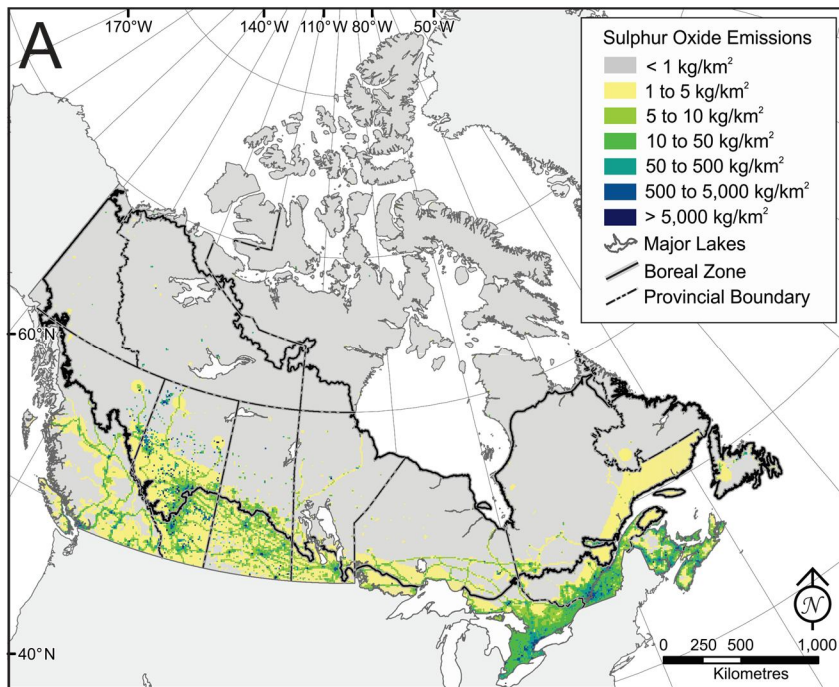 A
170°W 140°W 110°W 80°W 50°W
Sulphur Oxide Emissions
< 1 kg/km²
1 to 5 kg/km²
5 to 10 kg/km²
10 to 50 kg/km²
50 to 500 kg/km²
500 to 5,000 kg/km²
> 5,000 kg/km²
Major Lakes
Boreal Zone
Provincial Boundary
60°N
40°N
N
0 250 500 1,000
Kilometres